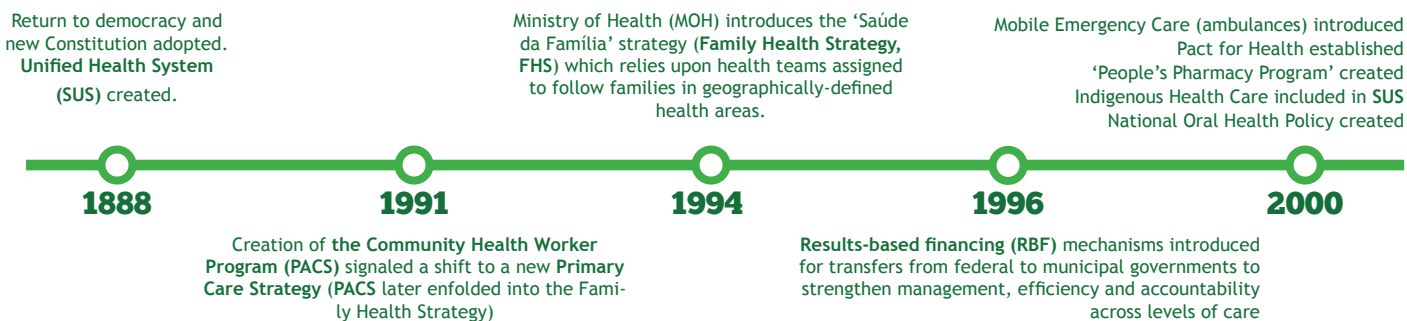 Return to democracy and
new Constitution adopted.
Unified Health System
(SUS) created.
Ministry of Health (MOH) introduces the ‘Saúde
da Família’ strategy (Family Health Strategy,
FHS) which relies upon health teams assigned
to follow families in geographically-defined
health areas.
Mobile Emergency Care (ambulances) introduced
Pact for Health established
‘People’s Pharmacy Program’ created
Indigenous Health Care included in SUS
National Oral Health Policy created
1888
1991
1994
1996
2000
Creation of the Community Health Worker
Program (PACS) signaled a shift to a new Primary
Care Strategy (PACS later enfolded into the Fami-
ly Health Strategy)
Results-based financing (RBF) mechanisms introduced
for transfers from federal to municipal governments to
strengthen management, efficiency and accountability
across levels of care